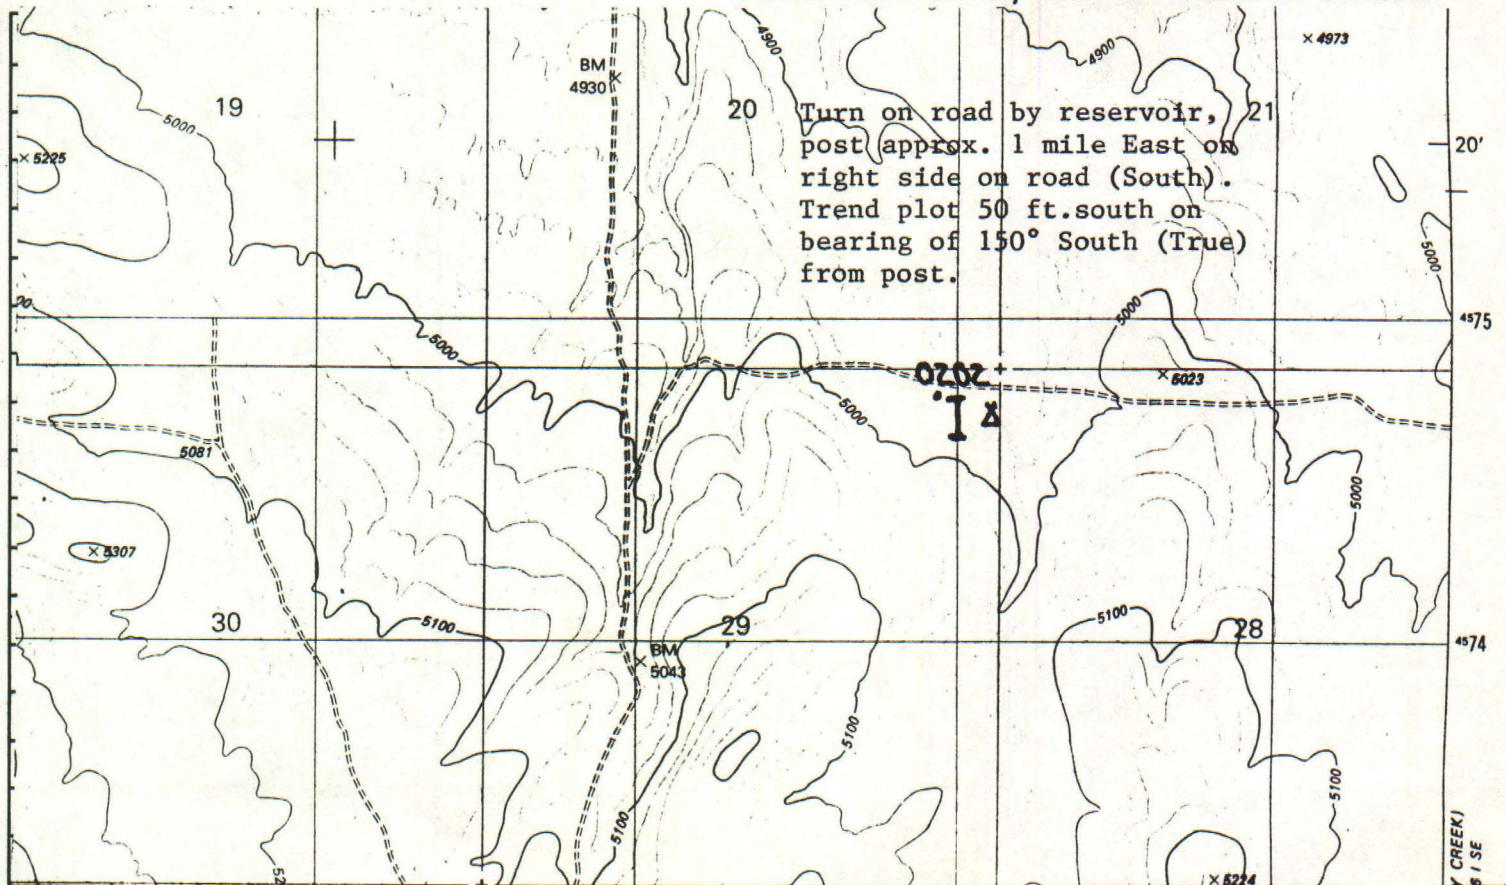 4900
4900
× 4973
BM
4930
19
20
21
Turn on road by reservoir,
post approx. 1 mile East on
right side on road (South).
Trend plot 50 ft.south on
bearing of 150° South (True)
from post.
5000
× 5225
20'
5000
5000
4575
5000
0202
× 5023
I X
5000
5081
5000
× 5307
30
5100
29
5100
28
4574
BM
5043
5100
5100
5100
Y CREEK)
5 I SE
× 5224